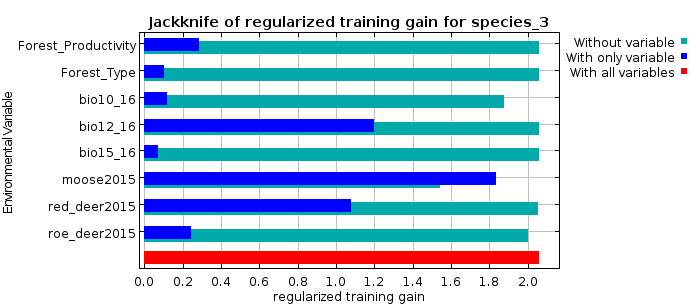 Jackknife of regularized training gain for species_3
Environmental Variable
Forest_Productivity
Forest_Type
bio10_16
bio12_16
bio15_16
moose2015
red_deer2015
roe_deer2015
0.0 0.2 0.4 0.6 0.8 1.0 1.2 1.4 1.6 1.8 2.0
regularized training gain
Without variable
With only variable
With all variables